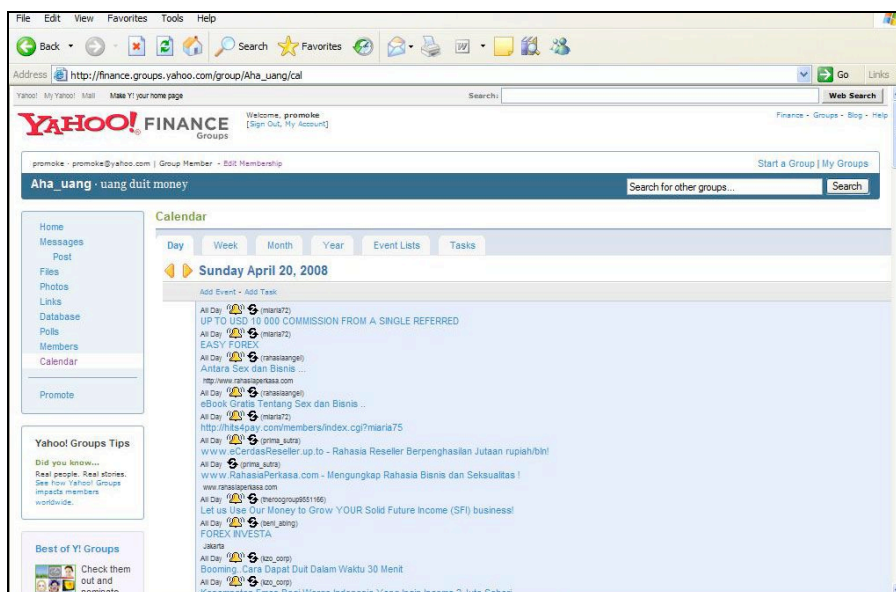 File Edit View Favorites Tools Help
Back Search Favorites
Address http://finance.groups.yahoo.com/group/Aha_uang/cal Go Links
Yahoo! My Yahoo! Mail Make Y! your home page Search: Web Search
YAHOO! FINANCE Groups
Welcome, promoke
[Sign Out, My Account]
Finance - Groups - Blog - Help
promoke - promoke@yahoo.com | Group Member - Edit Membership
Start a Group | My Groups
Aha_uang · uang duit money
Search for other groups... Search
Home
Messages
Post
Files
Photos
Links
Database
Polls
Members
Calendar
Promote
Yahoo! Groups Tips
Did you know...
Real people. Real stories.
See how Yahoo! Groups
impacts members
worldwide.
Best of Y! Groups
Check them
out and
nominate
Calendar
Day Week Month Year Event Lists Tasks
Sunday April 20, 2008
Add Event - Add Task
All Day (miaria72)
UP TO USD 10 000 COMMISSION FROM A SINGLE REFERRED
All Day (miaria72)
EASY FOREX
All Day (rahasiaangel)
Antara Sex dan Bisnis ...
http://www.rahasiaperkasa.com
All Day (rahasiaangel)
eBook Gratis Tentang Sex dan Bisnis ..
All Day (miaria72)
http://hits4pay.com/members/index.cgi?miaria75
All Day (prima_sutra)
www.eCerdasReseller.up.to - Rahasia Reseller Berpenghasilan Jutaan rupiah/bln!
All Day (prima_sutra)
www.RahasiaPerkasa.com - Mengungkap Rahasia Bisnis dan Seksualitas !
www.rahasiaperkasa.com
All Day (therocgroup9551166)
Let us Use Our Money to Grow YOUR Solid Future Income (SFI) business!
All Day (beni_abing)
FOREX INVESTA
Jakarta
All Day (kzo_corp)
Booming..Cara Dapat Duit Dalam Waktu 30 Menit
All Day (kzo_corp)